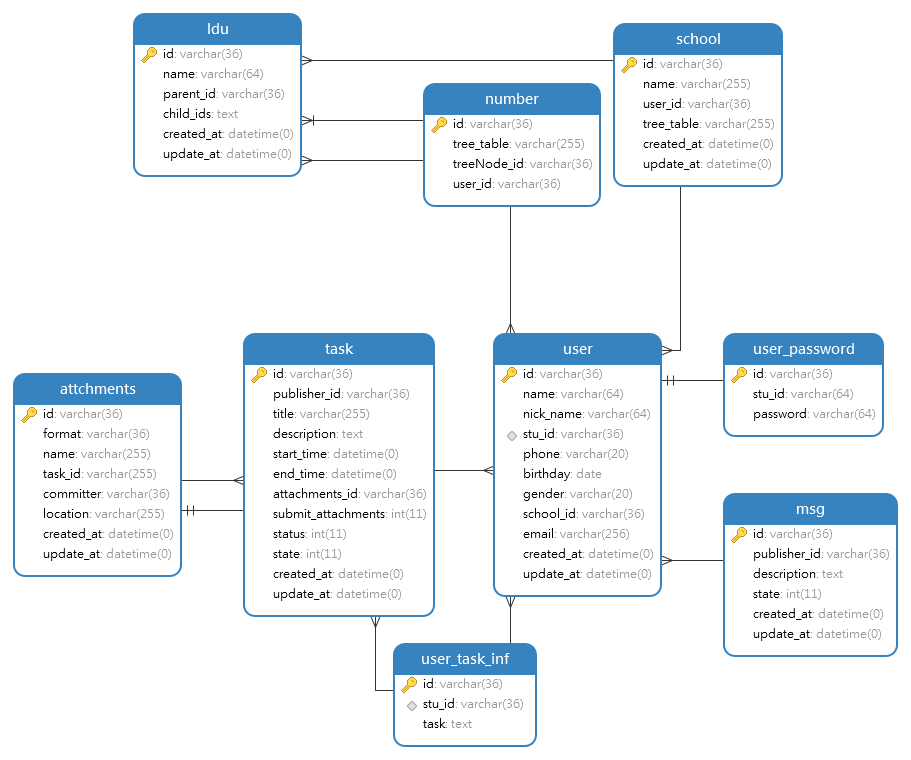 ldu
id: varchar(36)
name: varchar(64)
parent_id: varchar(36)
child_ids: text
created_at: datetime(0)
update_at: datetime(0)
school
id: varchar(36)
name: varchar(255)
user_id: varchar(36)
tree_table: varchar(255)
created_at: datetime(0)
update_at: datetime(0)
number
id: varchar(36)
tree_table: varchar(255)
treeNode_id: varchar(36)
user_id: varchar(36)
task
id: varchar(36)
publisher_id: varchar(36)
title: varchar(255)
description: text
start_time: datetime(0)
end_time: datetime(0)
attachments_id: varchar(36)
submit_attachments: int(11)
status: int(11)
state: int(11)
created_at: datetime(0)
update_at: datetime(0)
user
id: varchar(36)
name: varchar(64)
nick_name: varchar(64)
stu_id: varchar(36)
phone: varchar(20)
birthday: date
gender: varchar(20)
school_id: varchar(36)
email: varchar(256)
created_at: datetime(0)
update_at: datetime(0)
user_password
id: varchar(36)
stu_id: varchar(64)
password: varchar(64)
attchments
id: varchar(36)
format: varchar(36)
name: varchar(255)
task_id: varchar(255)
committer: varchar(36)
location: varchar(255)
created_at: datetime(0)
update_at: datetime(0)
msg
id: varchar(36)
publisher_id: varchar(36)
description: text
state: int(11)
created_at: datetime(0)
update_at: datetime(0)
user_task_inf
id: varchar(36)
stu_id: varchar(36)
task: text